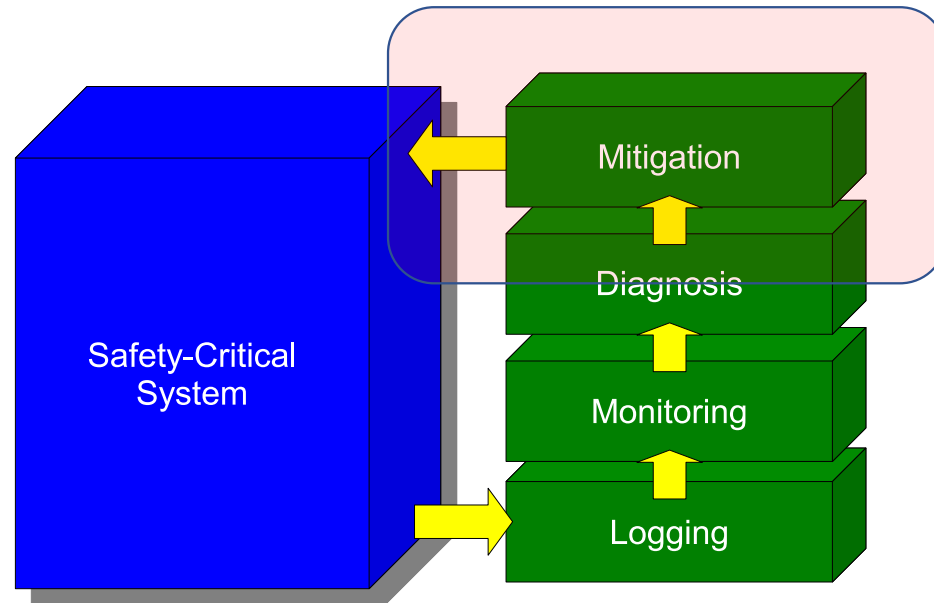 Safety-Critical
System
Mitigation
Diagnosis
Monitoring
Logging